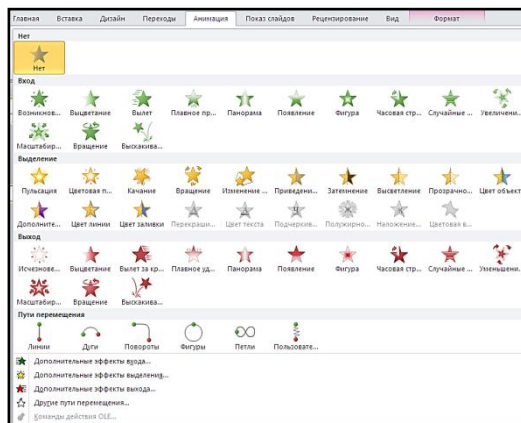 Главная Вставка Дизайн Переходы Анимация Показ слайдов Рецензирование Вид Формат
Нет
Нет
Вход
Возникнов... Выцветание Вылет Плавное пр... Панорама Появление Фигура Часовая стр... Случайные ... Увеличени...
Масштабир... Вращение Выскакива...
Выделение
Пульсация Цветовая п... Качание Вращение Изменение ... Приведени... Затемнение Высветление Прозрачно... Цвет объект
Дополните... Цвет линии Цвет заливки Перекраши... Цвет текста Подчеркив... Полужирно... Наложение... Цветовая в...
Выход
Исчезнове... Выцветание Вылет за кр... Плавное уд... Панорама Появление Фигура Часовая стр... Случайные ... Уменьшени...
Масштабир... Вращение Выскакива...
Пути перемещения
Линии Дуги Повороты Фигуры Петли Пользовате...
Дополнительные эффекты входа...
Дополнительные эффекты выделения...
Дополнительные эффекты выхода...
Другие пути перемещения...
Команды действия OLE...